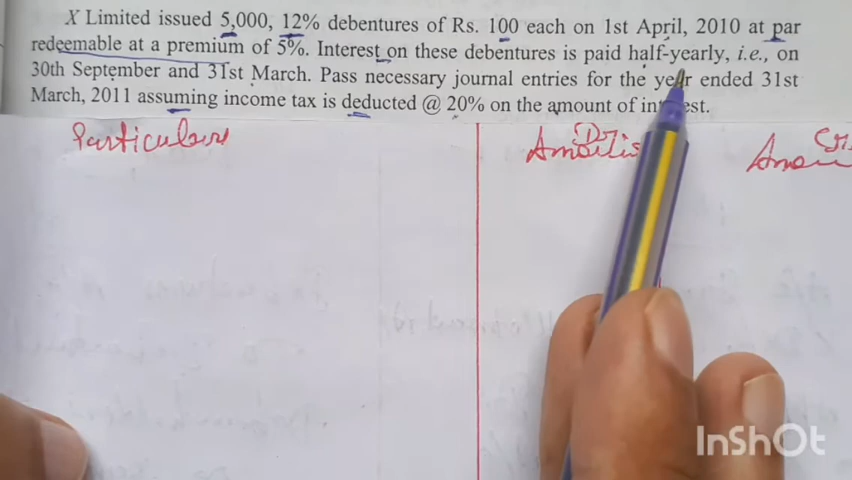 X Limited issued 5,000, 12% debentures of Rs. 100 each on 1st April, 2010 at par
redeemable at a premium of 5%. Interest on these debentures is paid half-yearly, i.e., on
30th September and 31st March. Pass necessary journal entries for the year ended 31st
March, 2011 assuming income tax is deducted @ 20% on the amount of interest.
Particulars Dr. Cr.
InShOt